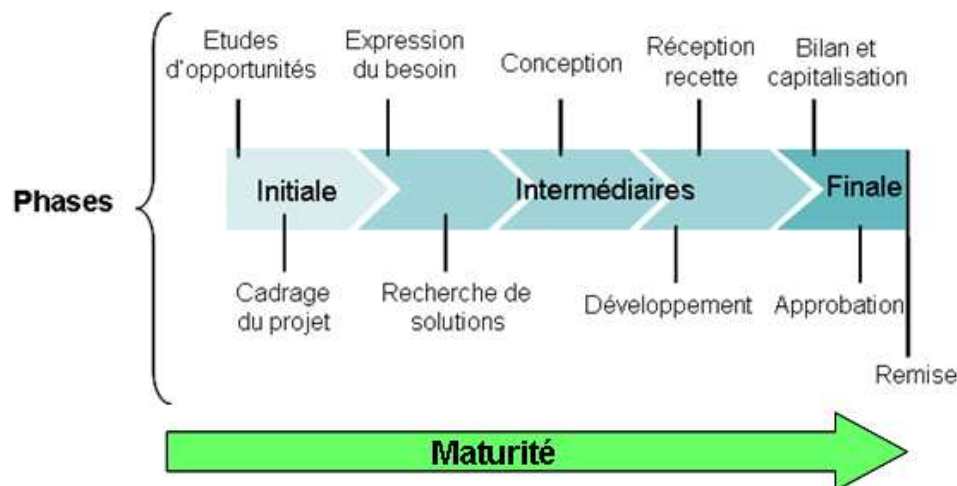 Etudes
d'opportunités
Expression
du besoin
Conception
Réception
recette
Bilan et
capitalisation
Phases
Initiale
Intermédiaires
Finale
Cadrage
du projet
Recherche de
solutions
Développement
Approbation
Remise
Maturité